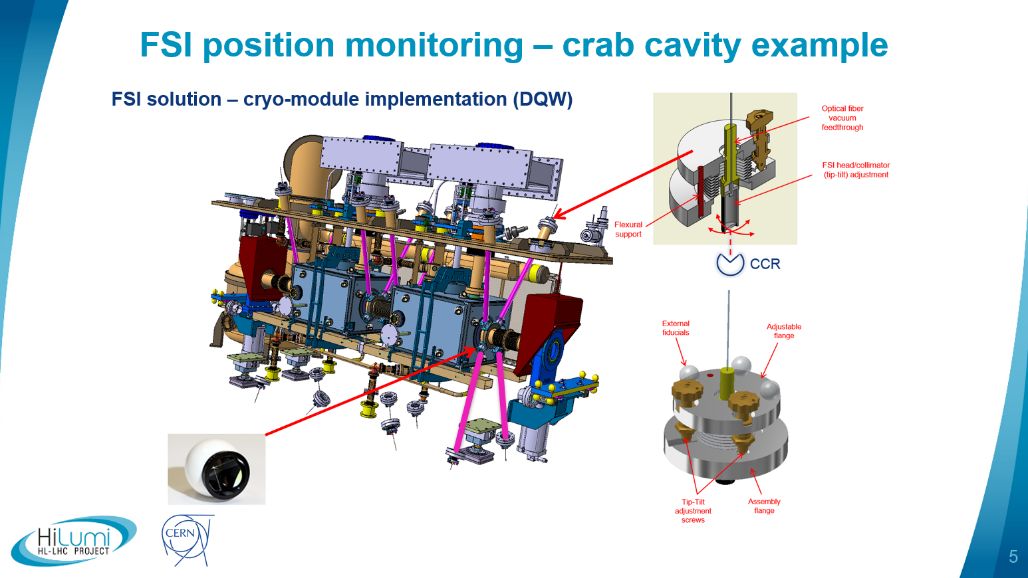 FSI position monitoring – crab cavity example
FSI solution – cryo-module implementation (DQW)
Optical fiber
vacuum
feedthrough
FSI head/collimator
(tip-tilt) adjustment
Flexural
support
CCR
External
fiducials
Adjustable
flange
Tip-Tilt
adjustment
screws
Assembly
flange
HiLumi
HL-LHC PROJECT
CERN
5